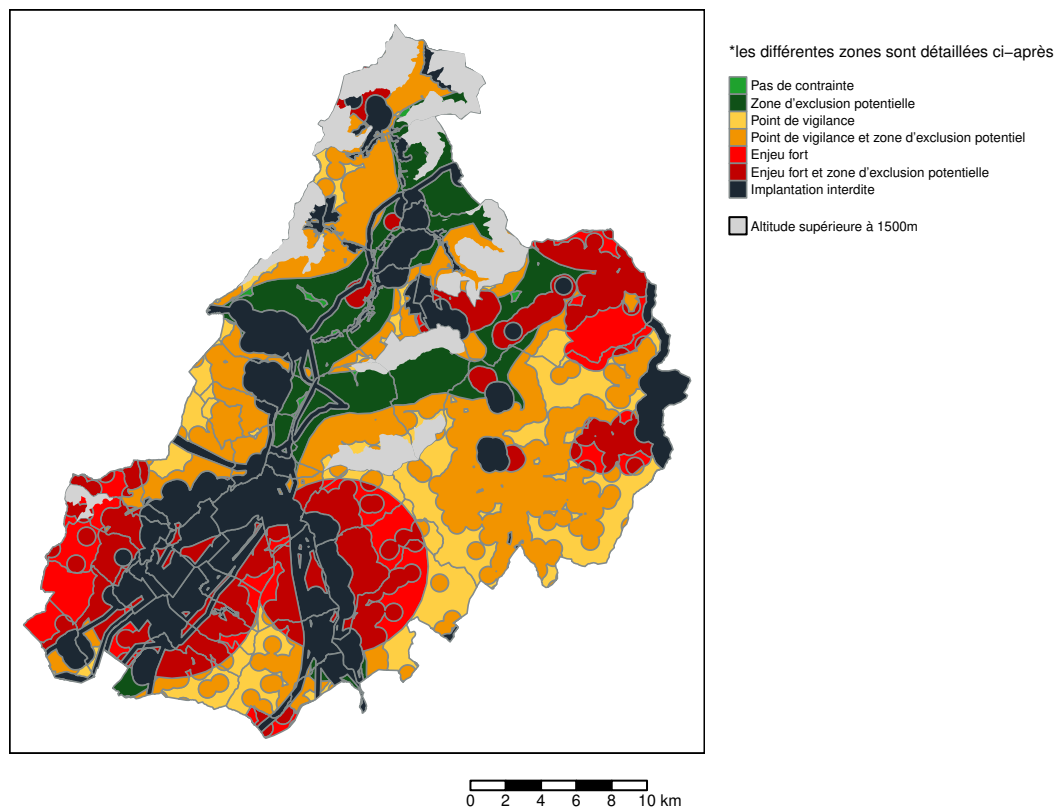 *les différentes zones sont détaillées ci−après
Pas de contrainte
Zone d'exclusion potentielle
Point de vigilance
Point de vigilance et zone d'exclusion potentiel
Enjeu fort
Enjeu fort et zone d'exclusion potentielle
Implantation interdite
Altitude supérieure à 1500m
0 2 4 6 8 10 km